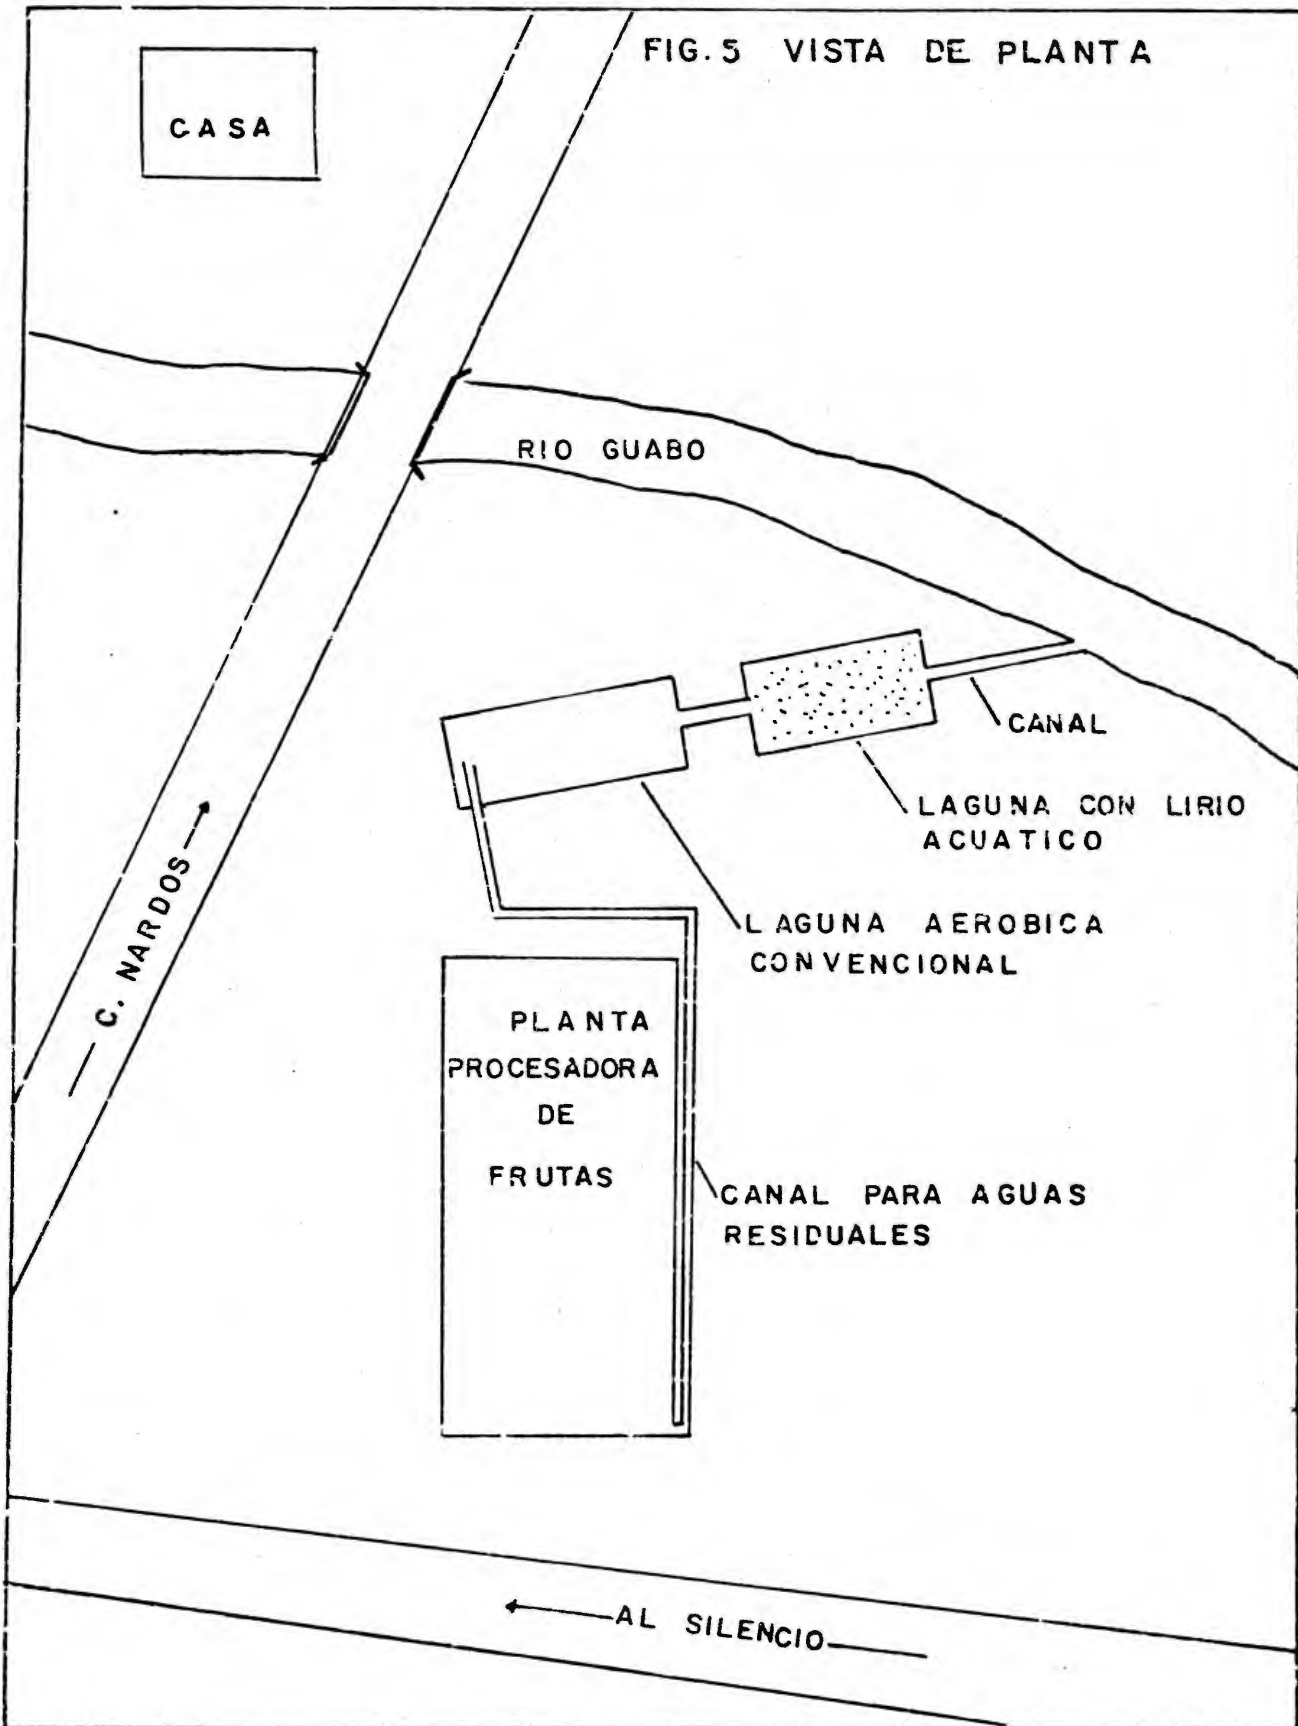 FIG. 5 VISTA DE PLANTA
CASA
RIO GUABO
CANAL
LAGUNA CON LIRIO
ACUATICO
C. NARDOS
LAGUNA AEROBICA
CONVENCIONAL
PLANTA
PROCESADORA
DE
FRUTAS
CANAL PARA AGUAS
RESIDUALES
AL SILENCIO